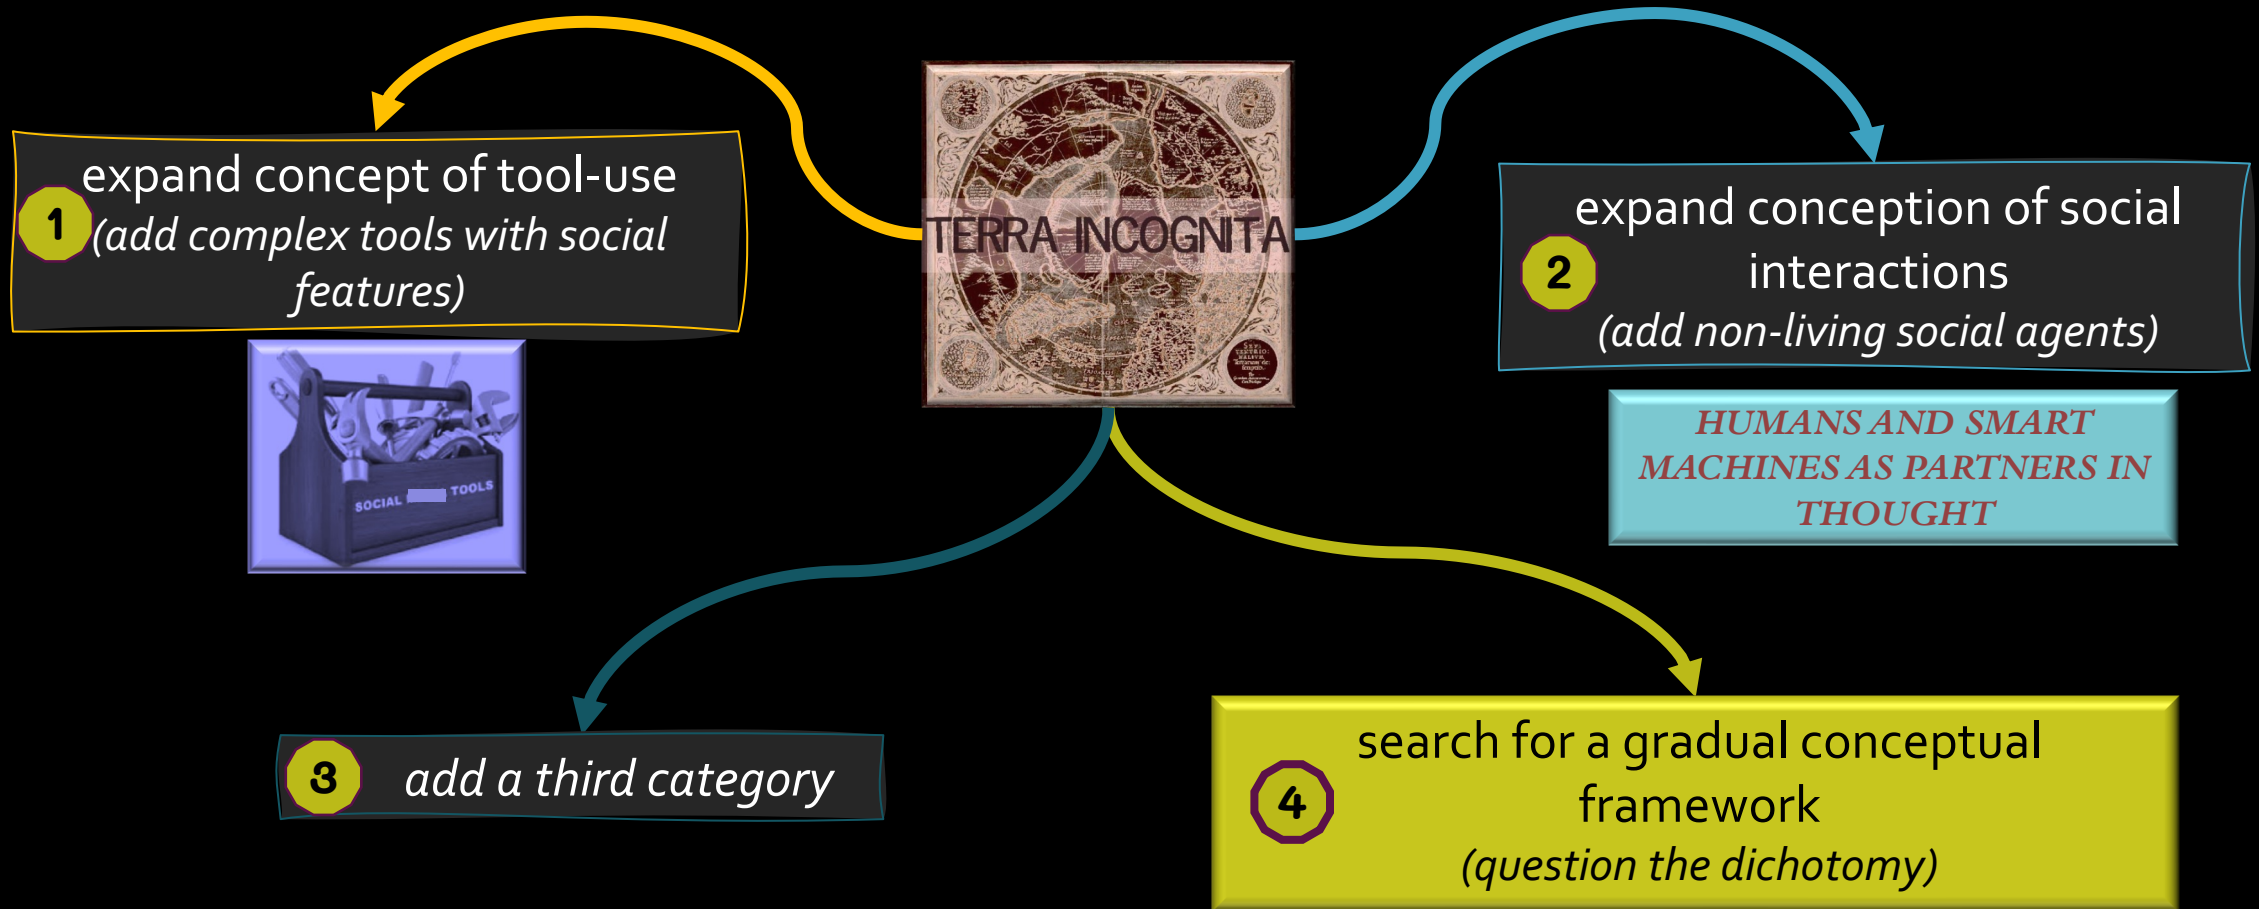 expand concept of tool-use
1
(add complex tools with social
features)
SOCIAL TOOLS
TERRA INCOGNITA
expand conception of social
interactions
2
(add non-living social agents)
HUMANS AND SMART
MACHINES AS PARTNERS IN
THOUGHT
3
add a third category
search for a gradual conceptual
framework
4
(question the dichotomy)